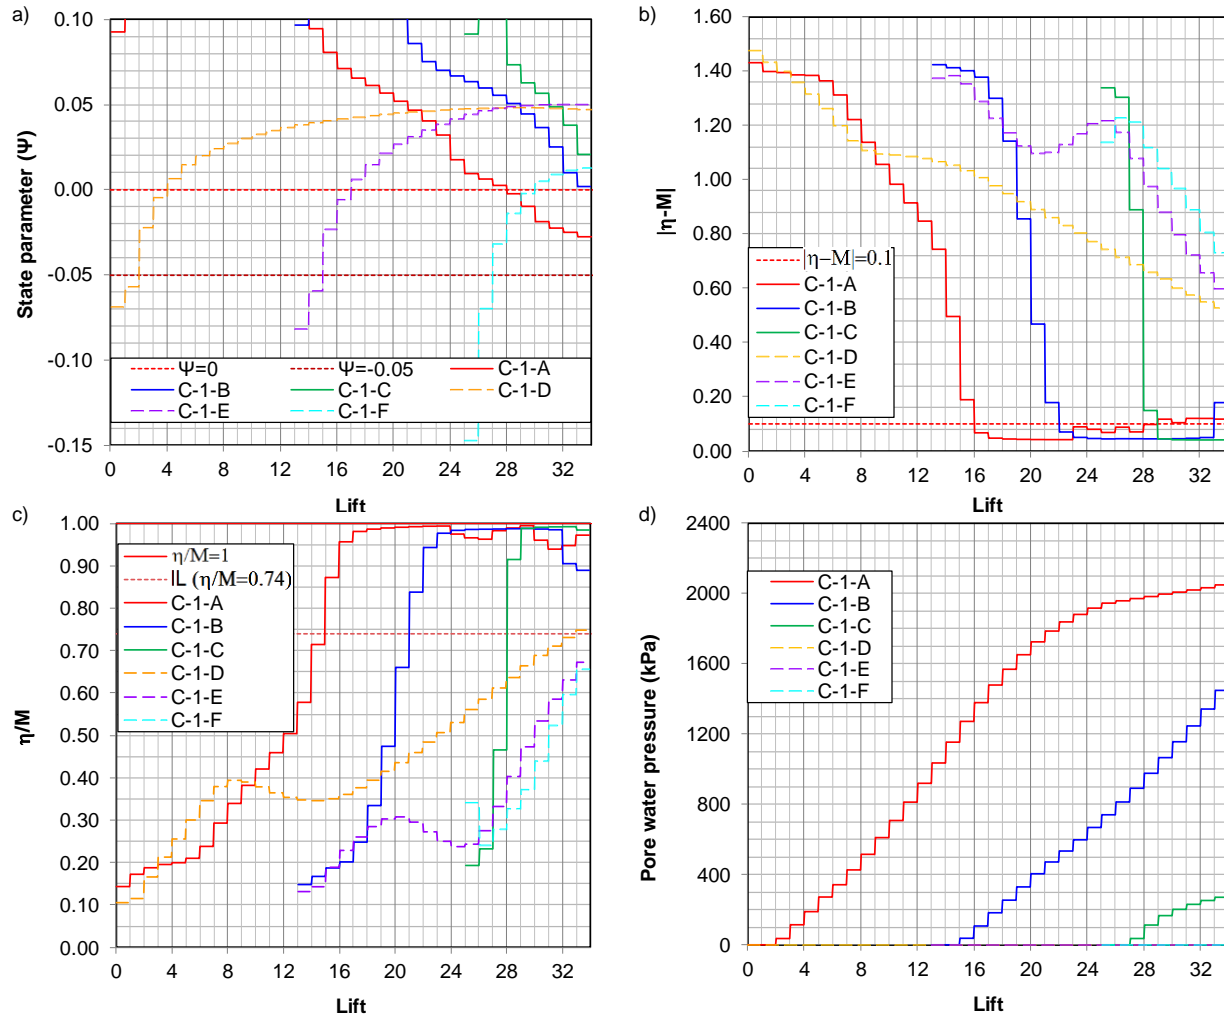 a)
State parameter (Ψ)
0.10
0.05
0.00
-0.05
-0.10
-0.15
Ψ=0
Ψ=-0.05
C-1-A
C-1-B
C-1-C
C-1-D
C-1-E
C-1-F
0 4 8 12 16 20 24 28 32
Lift
b)
|η-M|
1.60
1.40
1.20
1.00
0.80
0.60
0.40
0.20
0.00
|η−M|=0.1
C-1-A
C-1-B
C-1-C
C-1-D
C-1-E
C-1-F
0 4 8 12 16 20 24 28 32
Lift
c)
η/M
1.00
0.90
0.80
0.70
0.60
0.50
0.40
0.30
0.20
0.10
0.00
η/M=1
IL (η/M=0.74)
C-1-A
C-1-B
C-1-C
C-1-D
C-1-E
C-1-F
0 4 8 12 16 20 24 28 32
Lift
d)
Pore water pressure (kPa)
2400
2000
1600
1200
800
400
0
C-1-A
C-1-B
C-1-C
C-1-D
C-1-E
C-1-F
0 4 8 12 16 20 24 28 32
Lift